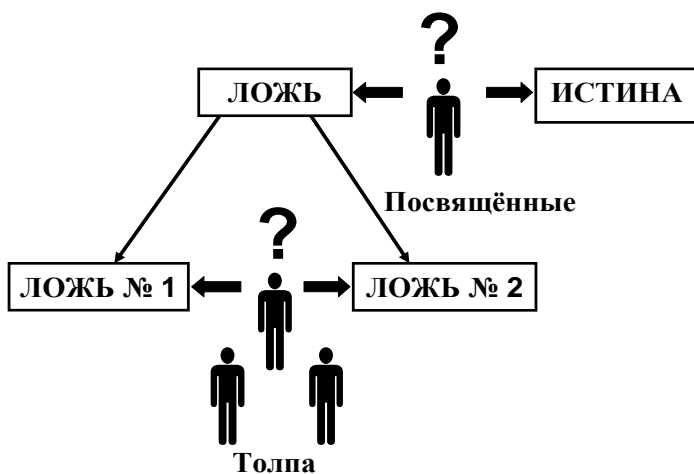 ?
ЛОЖЬ
ИСТИНА
Посвящённые
?
ЛОЖЬ № 1
ЛОЖЬ № 2
Толпа